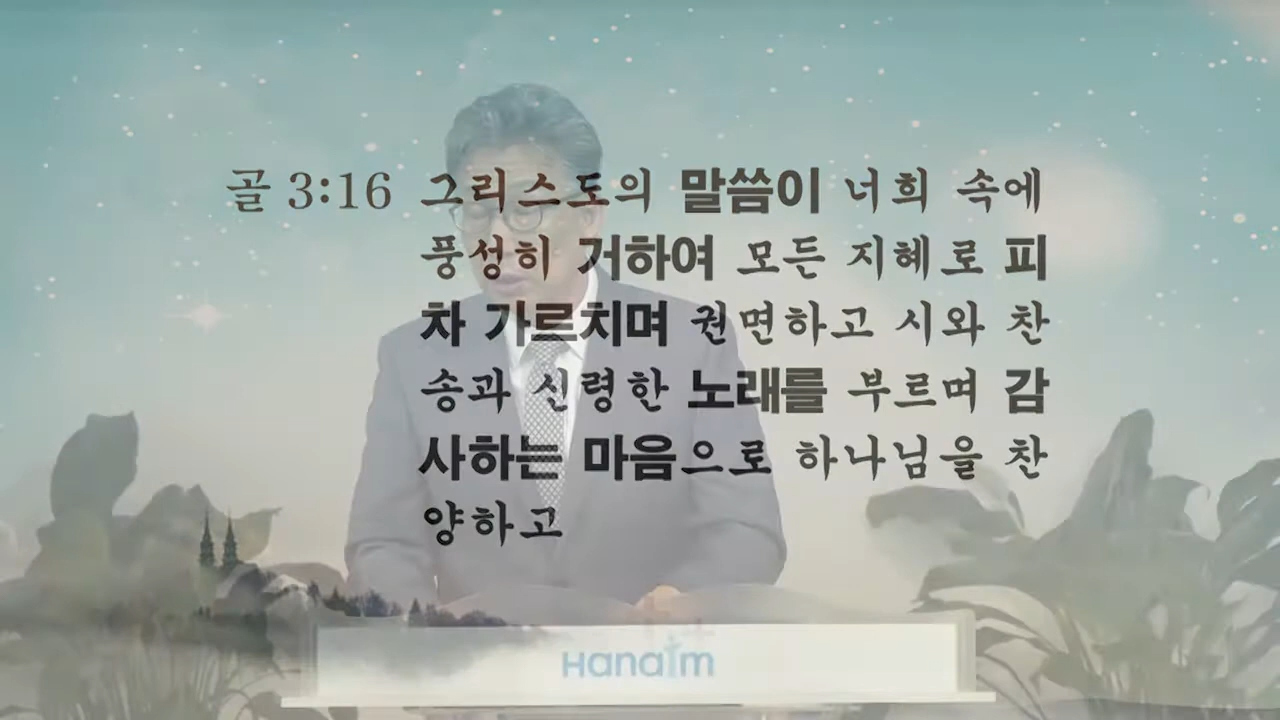 골 3:16 그리스도의 말씀이 너희 속에
풍성히 거하여 모든 지혜로 피
차 가르치며 권면하고 시와 찬
송과 신령한 노래를 부르며 감
사하는 마음으로 하나님을 찬
양하고
Hanaim